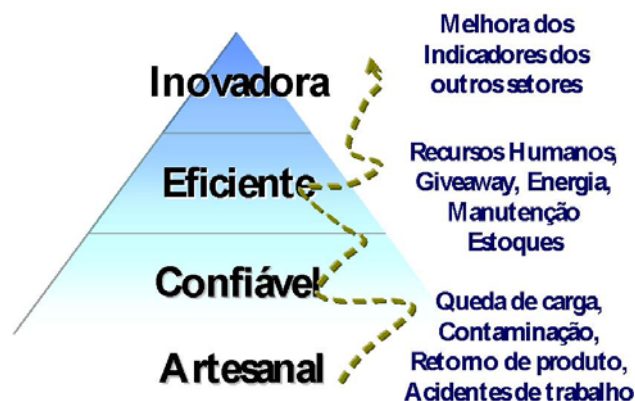 Inovadora
Eficiente
Confiável
Artesanal
Melhora dos
Indicadores dos
outros setores
Recursos Humanos,
Giveaway, Energia,
Manutenção
Estoques
Queda de carga,
Contaminação,
Retorno de produto,
Acidentes de trabalho